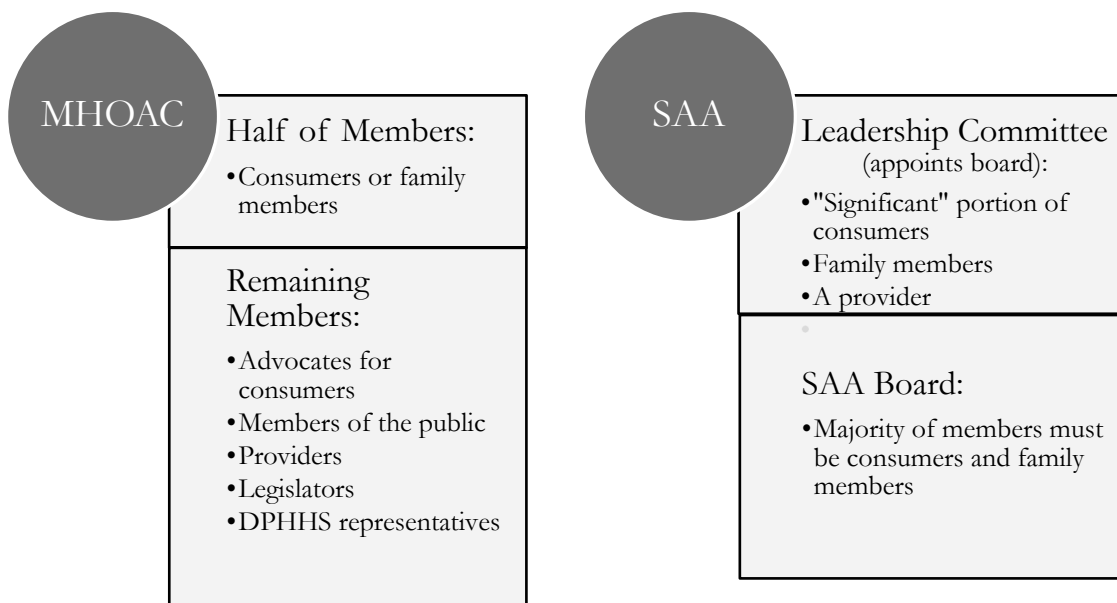 MHOAC
Half of Members:
•Consumers or family
members
Remaining
Members:
•Advocates for
consumers
•Members of the public
•Providers
•Legislators
•DPHHS representatives
SAA
Leadership Committee
(appoints board):
•"Significant" portion of
consumers
•Family members
•A provider
•
SAA Board:
•Majority of members must
be consumers and family
members